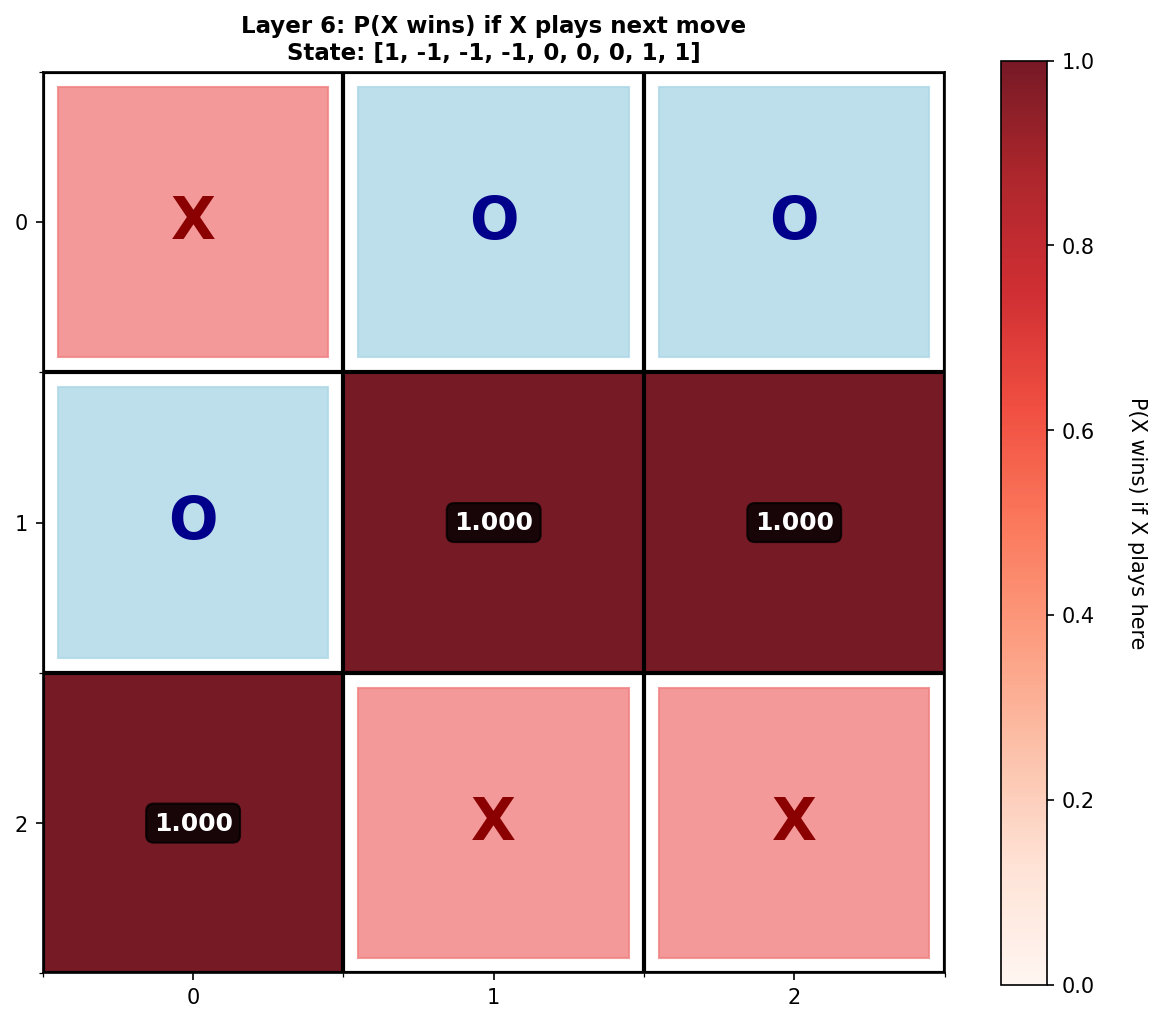 Layer 6: P(X wins) if X plays next move
State: [1, -1, -1, -1, 0, 0, 0, 1, 1]
X O O
O 1.000 1.000
1.000 X X
0
1
2
0 1 2
1.0
0.8
0.6
0.4
0.2
0.0
P(X wins) if X plays here